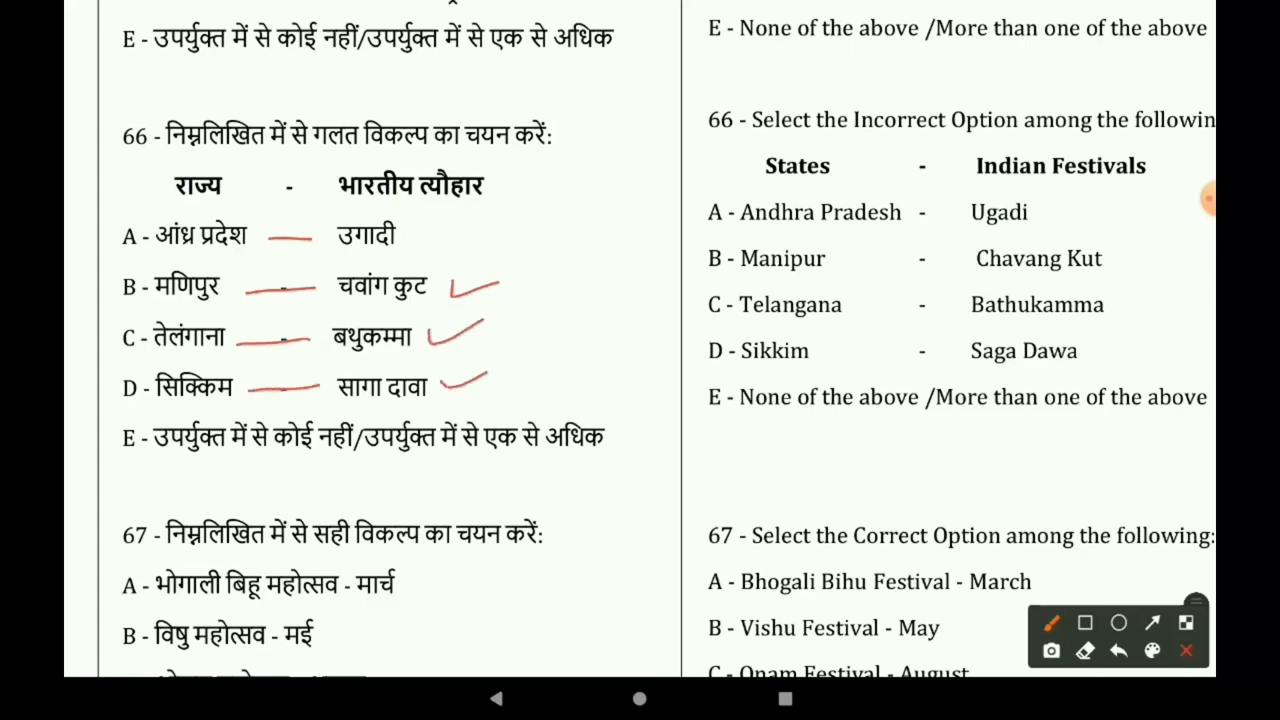 E - उपर्युक्त में से कोई नहीं/उपर्युक्त में से एक से अधिक
66 - निम्नलिखित में से गलत विकल्प का चयन करें:
राज्य - भारतीय त्यौहार
A - आंध्र प्रदेश उगादी
B - मणिपुर - चवांग कुट
C - तेलंगाना - बथुकम्मा
D - सिक्किम - सागा दावा
E - उपर्युक्त में से कोई नहीं/उपर्युक्त में से एक से अधिक
67 - निम्नलिखित में से सही विकल्प का चयन करें:
A - भोगाली बिहू महोत्सव - मार्च
B - विषु महोत्सव - मई
E - None of the above /More than one of the above
66 - Select the Incorrect Option among the followin
States - Indian Festivals
A - Andhra Pradesh - Ugadi
B - Manipur - Chavang Kut
C - Telangana - Bathukamma
D - Sikkim - Saga Dawa
E - None of the above /More than one of the above
67 - Select the Correct Option among the following:
A - Bhogali Bihu Festival - March
B - Vishu Festival - May
C - Onam Festival - August